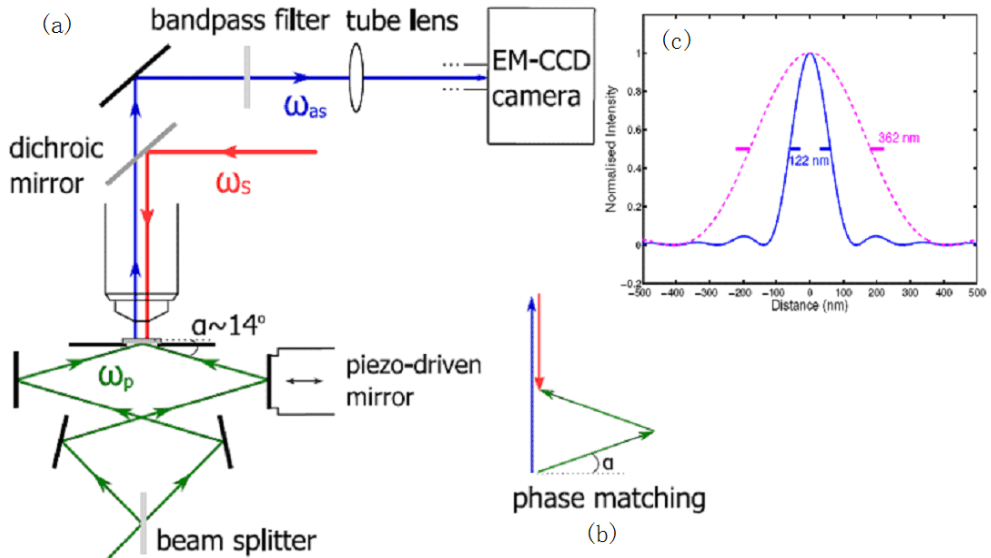 (a)
bandpass filter
tube lens
EM-CCD
camera
ωas
dichroic
mirror
ωs
α~14°
ωp
piezo-driven
mirror
beam splitter
α
phase matching
(b)
(c)
Normalised Intensity
1
0.8
0.6
0.4
0.2
0
-0.2
362 nm
122 nm
-500 -400 -300 -200 -100 0 100 200 300 400 500
Distance (nm)